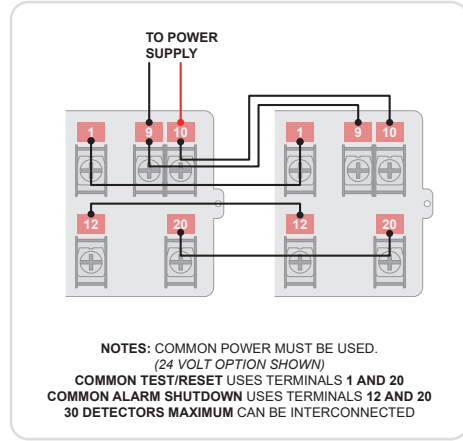 TO POWER
SUPPLY
1 9 10 1 9 10
12 20 12 20
NOTES: COMMON POWER MUST BE USED.
(24 VOLT OPTION SHOWN)
COMMON TEST/RESET USES TERMINALS 1 AND 20
COMMON ALARM SHUTDOWN USES TERMINALS 12 AND 20
30 DETECTORS MAXIMUM CAN BE INTERCONNECTED